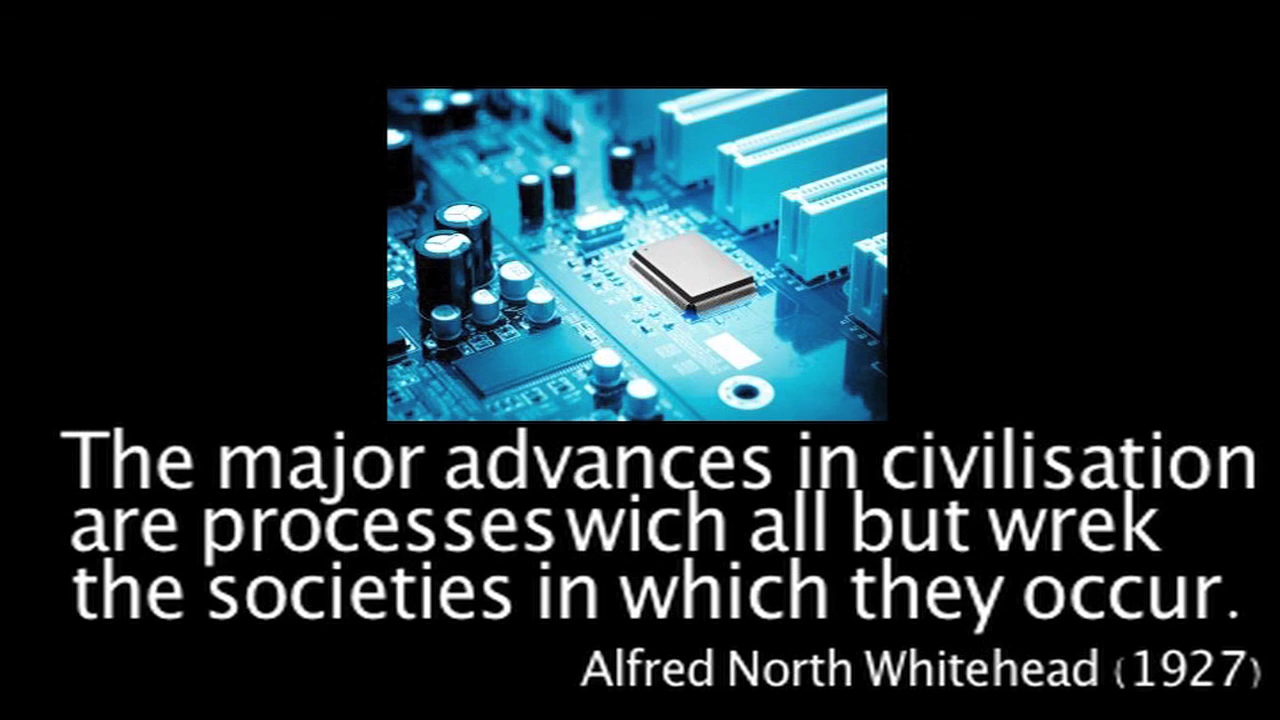 The major advances in civilisation
are processes wich all but wrek
the societies in which they occur.
Alfred North Whitehead (1927)